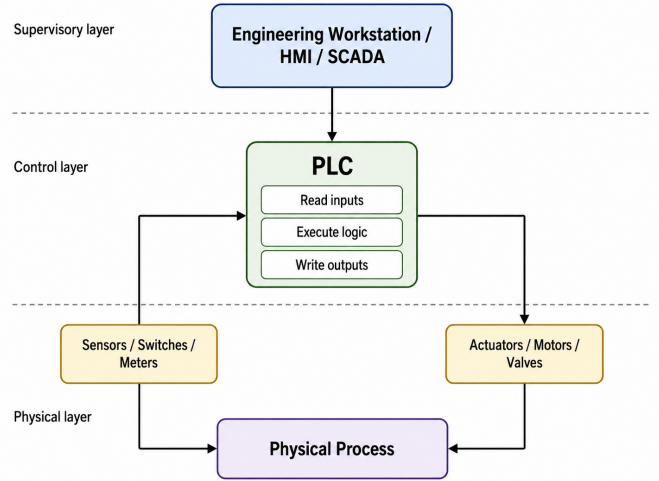 Supervisory layer
Engineering Workstation /
HMI / SCADA
Control layer
PLC
Read inputs
Execute logic
Write outputs
Sensors / Switches /
Meters
Actuators / Motors /
Valves
Physical layer
Physical Process